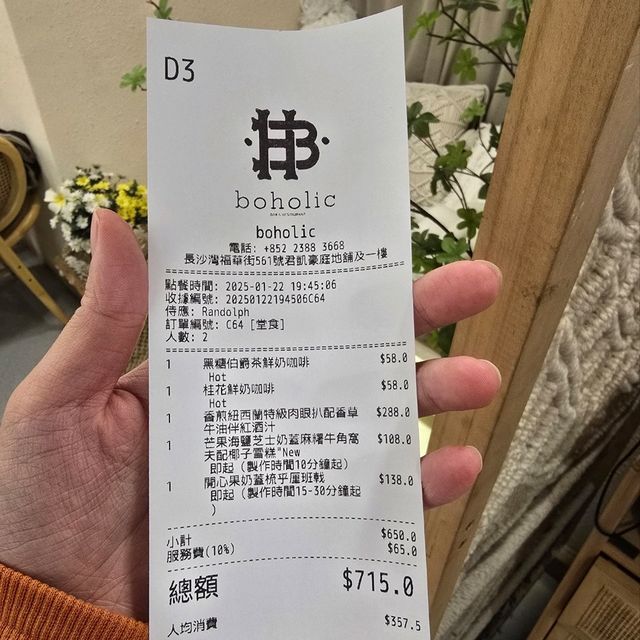 D3
HB
boholic
BAR & RESTAURANT
boholic
電話: +852 2388 3668
長沙灣福華街561號君凱豪庭地舖及一樓
點餐時間: 2025-01-22 19:45:06
收據編號: 20250122194506C64
侍應: Randolph
訂單編號: C64 [堂食]
人數: 2
1 黑糖伯爵茶鮮奶咖啡 $58.0
Hot
1 桂花鮮奶咖啡 $58.0
Hot
1 香煎紐西蘭特級肉眼扒配香草 $288.0
牛油伴紅酒汁
1 芒果海鹽芝士奶蓋麻糬牛角窩 $108.0
夫配椰子雪糕"New
即起 (製作時間10分鐘起)
1 開心果奶蓋梳乎厘班戟 $138.0
即起 (製作時間15-30分鐘起
)
小計 $650.0
服務費(10%) $65.0
總額 $715.0
人均消費 $357.5